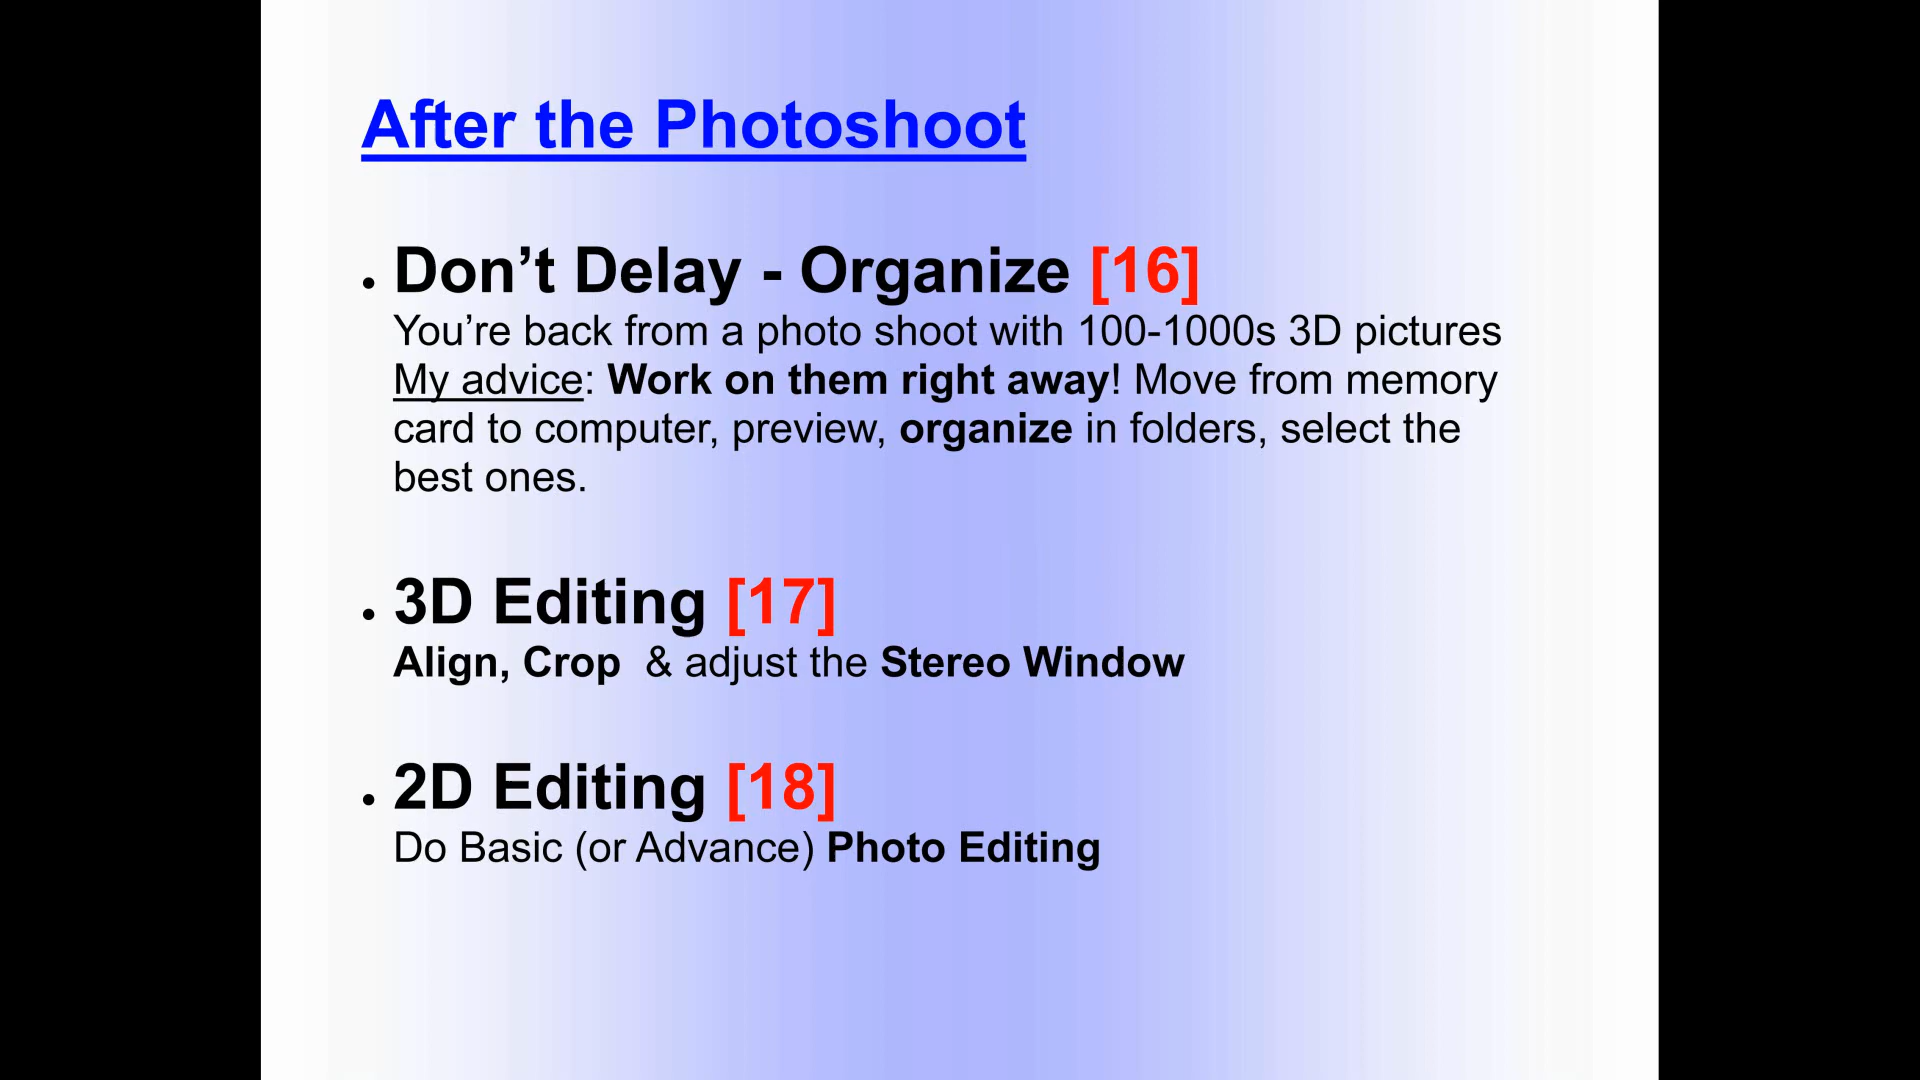 After the Photoshoot
• Don’t Delay - Organize [16]
You’re back from a photo shoot with 100-1000s 3D pictures
My advice: Work on them right away! Move from memory
card to computer, preview, organize in folders, select the
best ones.
• 3D Editing [17]
Align, Crop  & adjust the Stereo Window
• 2D Editing [18]
Do Basic (or Advance) Photo Editing